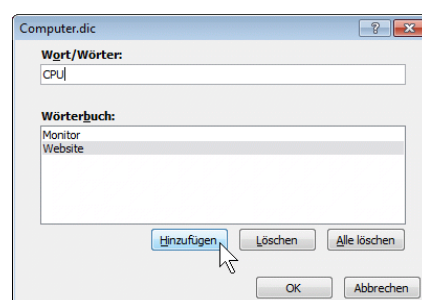 Computer.dic
Wort/Wörter:
CPU
Wörterbuch:
Monitor
Website
Hinzufügen Löschen Alle löschen
OK Abbrechen